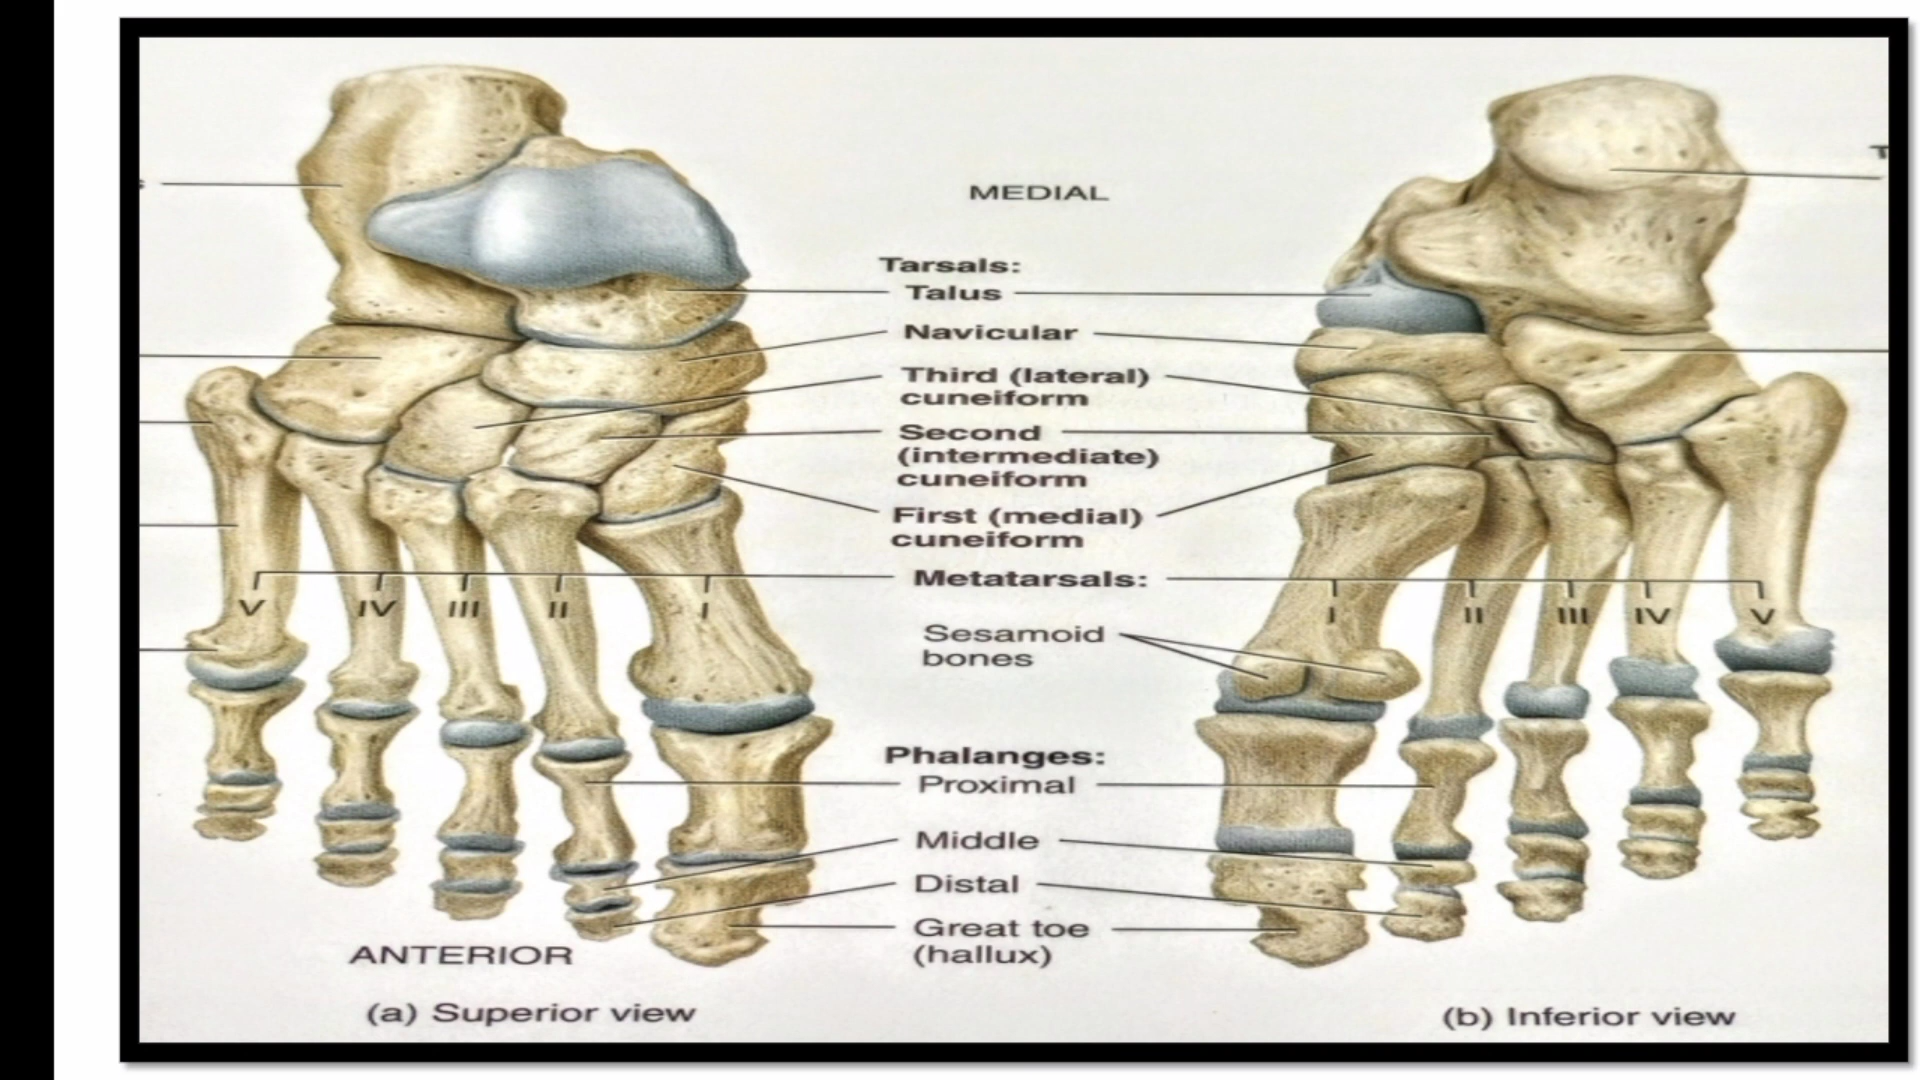 MEDIAL
Tarsals:
Talus
Navicular
Third (lateral)
cuneiform
Second
(intermediate)
cuneiform
First (medial)
cuneiform
Metatarsals:
V IV III II I
I II III IV V
Sesamoid
bones
Phalanges:
Proximal
Middle
Distal
Great toe
(hallux)
ANTERIOR
(a) Superior view
(b) Inferior view